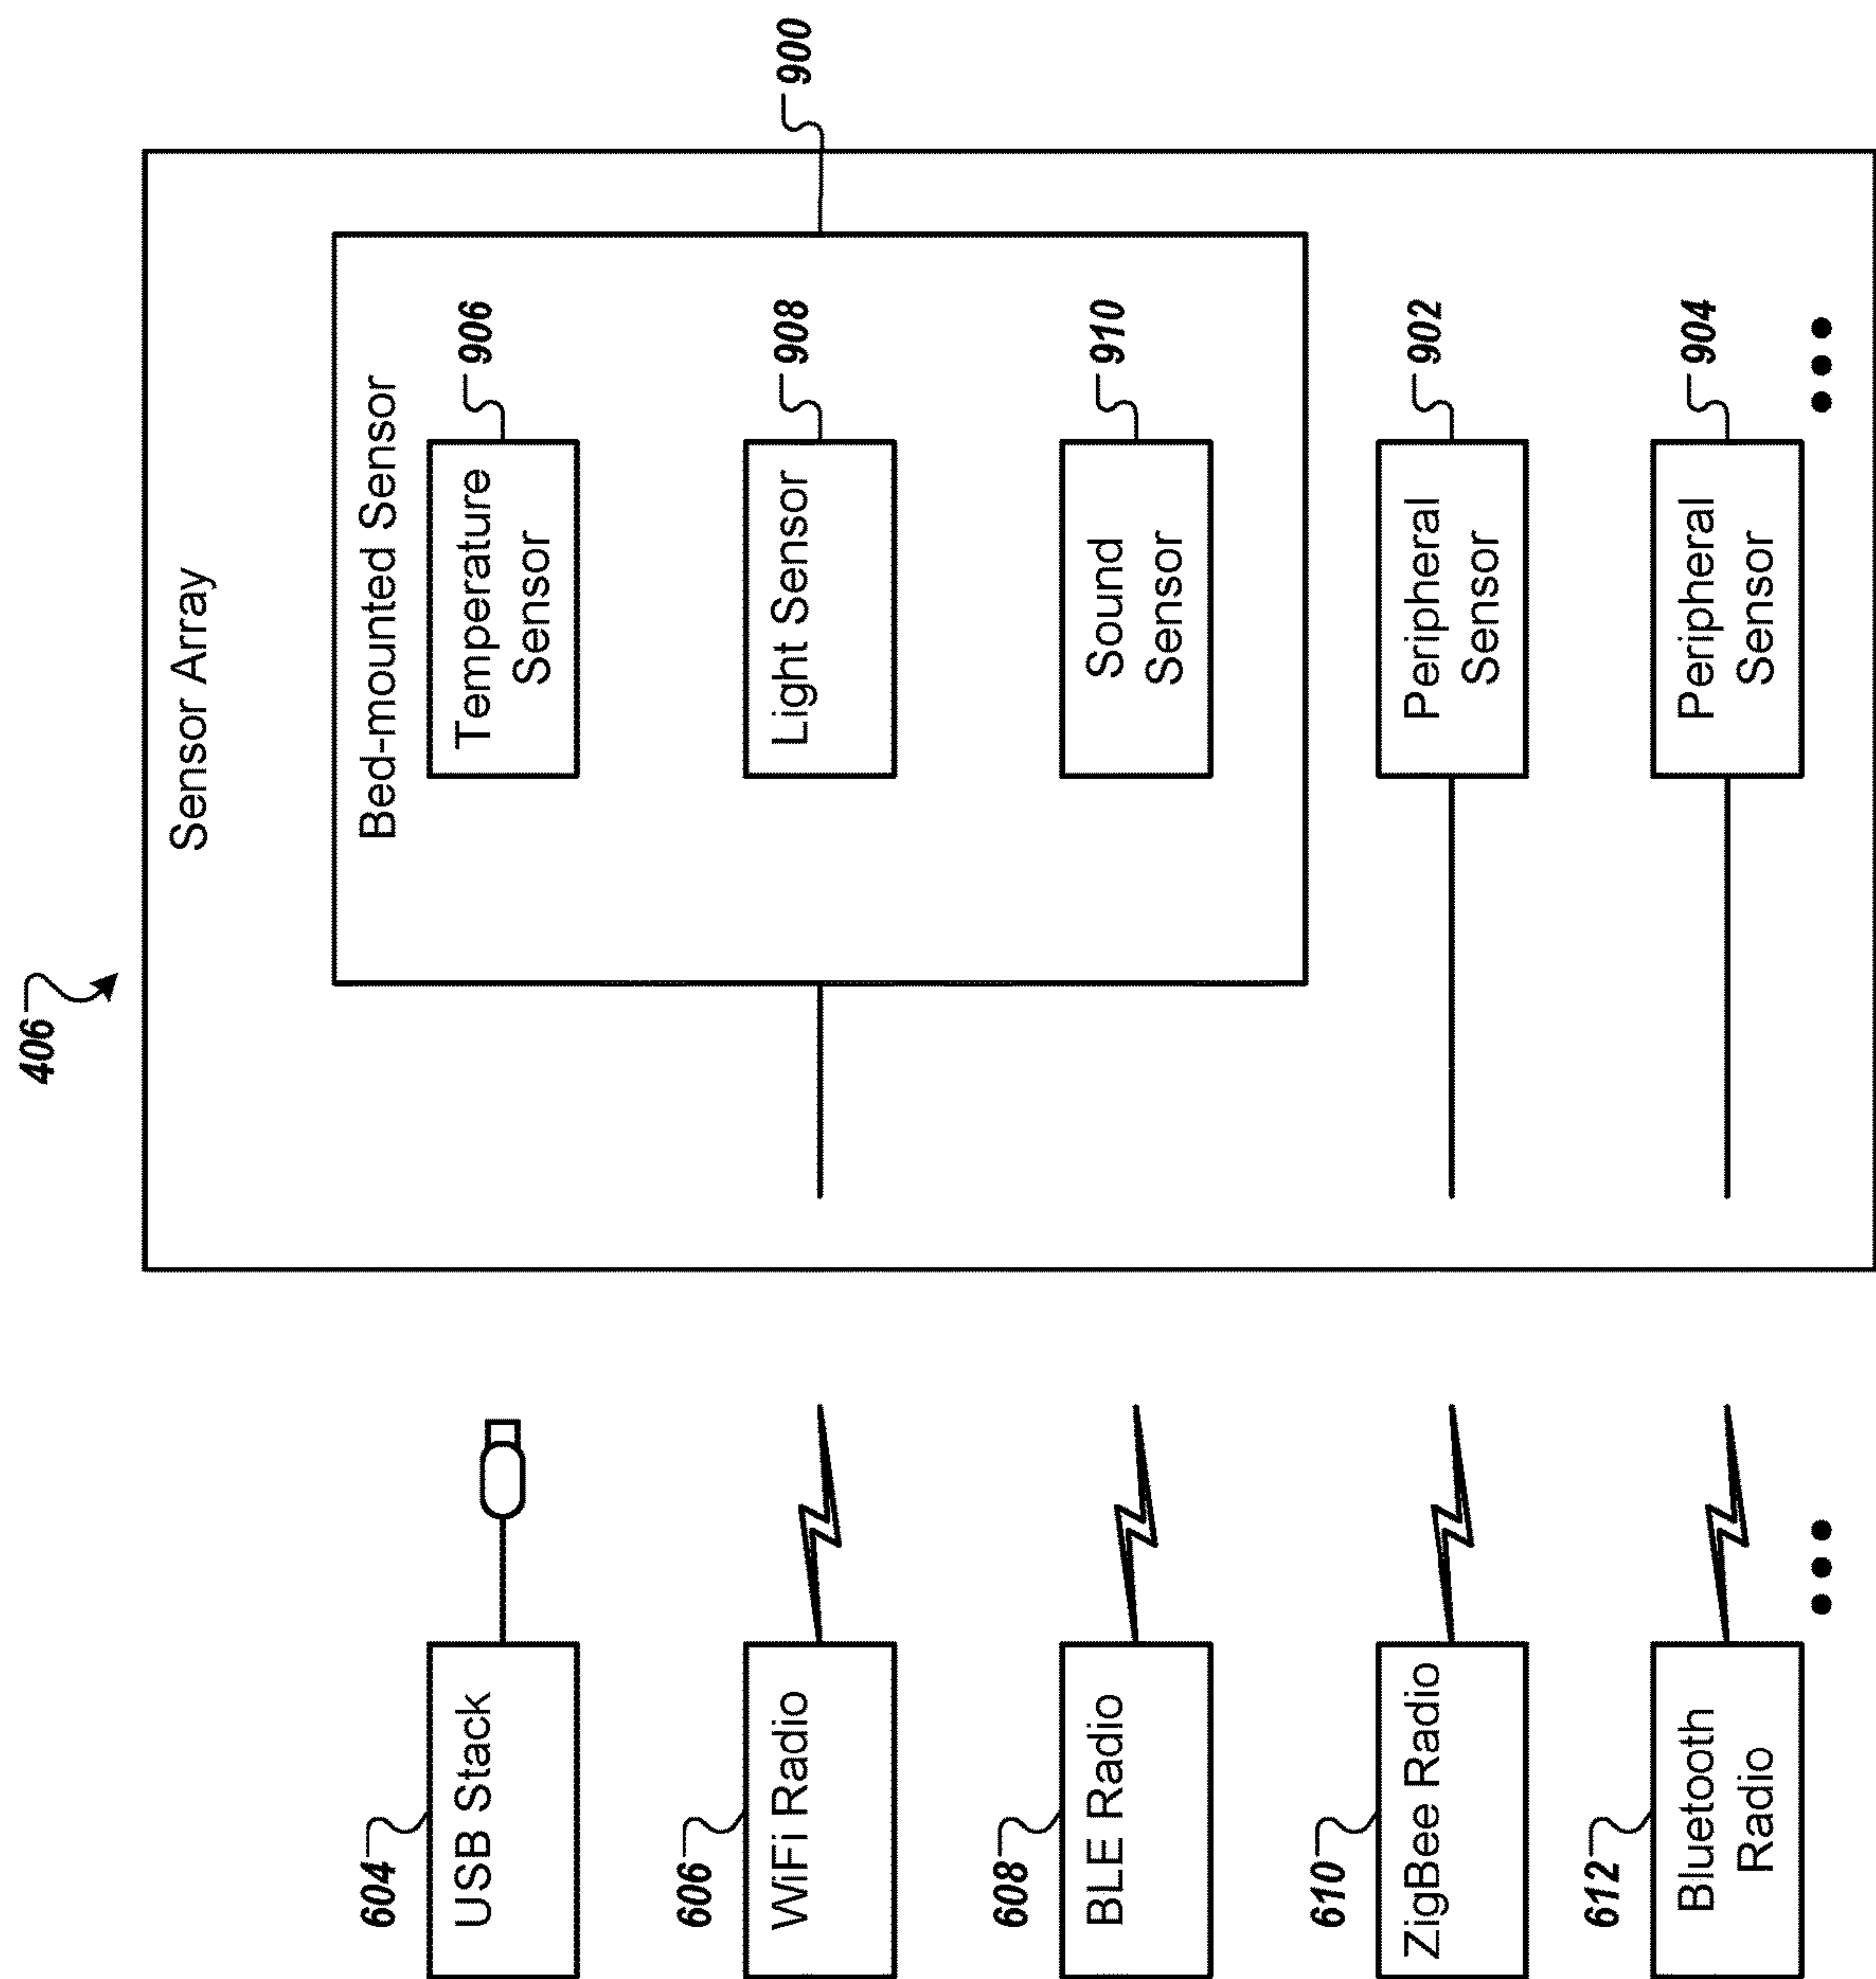 406
Sensor Array
900
Bed-mounted Sensor
604
USB Stack
Temperature
Sensor
906
606
WiFi Radio
Light Sensor
908
608
BLE Radio
Sound
Sensor
910
610
ZigBee Radio
Peripheral
Sensor
902
612
Bluetooth
Radio
Peripheral
Sensor
904